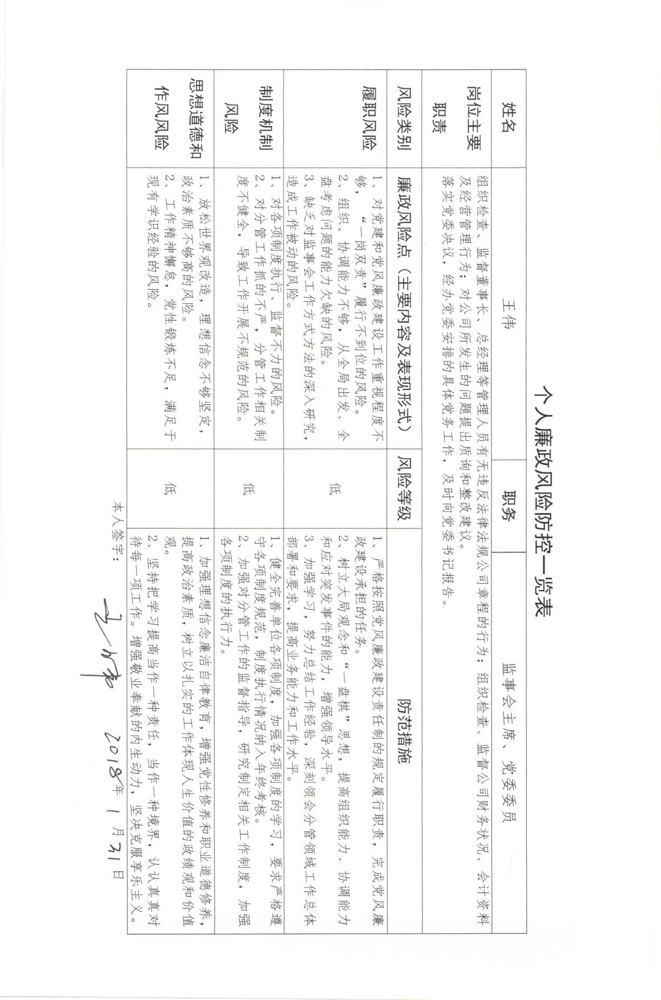 个人廉政风险防控一览表
姓名 王伟 职务 监事会主席、党委委员
岗位主要
职责
组织检查、监督董事长、总经理等管理人员有无违反法律法规公司章程的行为；组织检查、监督公司财务状况、会计资料
及经营管理行为；对公司所发生的问题提出质询和整改建议。
落实党委决议，经办党委安排的具体党务工作，及时向党委书记报告。
风险类别 廉政风险点（主要内容及表现形式） 风险等级 防范措施
履职风险
1、对党建和党风廉政建设工作重视程度不
够，“一岗双责”履行不到位的风险。
2、组织、协调能力不够，从全局出发、全
盘考虑问题的能力欠缺的风险。
3、缺乏对监事会工作方式方法的深入研究，
造成工作被动的风险。
低
1、严格按照党风廉政建设责任制的规定履行职责，完成党风廉
政建设承担的任务。
2、树立大局观念和“一盘棋”思想，提高组织能力、协调能力
和应对突发事件的能力，增强领导水平。
3、加强学习，努力总结工作经验，深刻领会分管领域工作总体
部署和要求，提高业务能力和工作水平。
制度机制
风险
1、对各项制度执行、监督不力的风险。
2、对分管工作抓的不严，分管工作相关制
度不健全，导致工作开展不规范的风险。
低
1、健全完善单位各项制度，加强各项制度的学习，要求严格遵
守各项制度规范，制度执行情况纳入年终考核。
2、加强对分管工作的监督指导，研究制定相关工作制度，加强
各项制度的执行力。
思想道德和
作风风险
1、放松世界观改造，理想信念不够坚定，
政治素质不够高的风险。
2、工作精神懈怠，党性锻炼不足，满足于
现有学识经验的风险。
低
1、加强理想信念廉洁自律教育，增强党性修养和职业道德修养，
提高政治素质，树立以扎实的工作体现人生价值的政绩观和价值
观。
2、坚持把学习提高当作一种责任，当作一种境界，认认真真对
待每一项工作。增强敬业奉献的内生动力，坚决克服享乐主义。
本人签字： 2018年 1 月 31 日